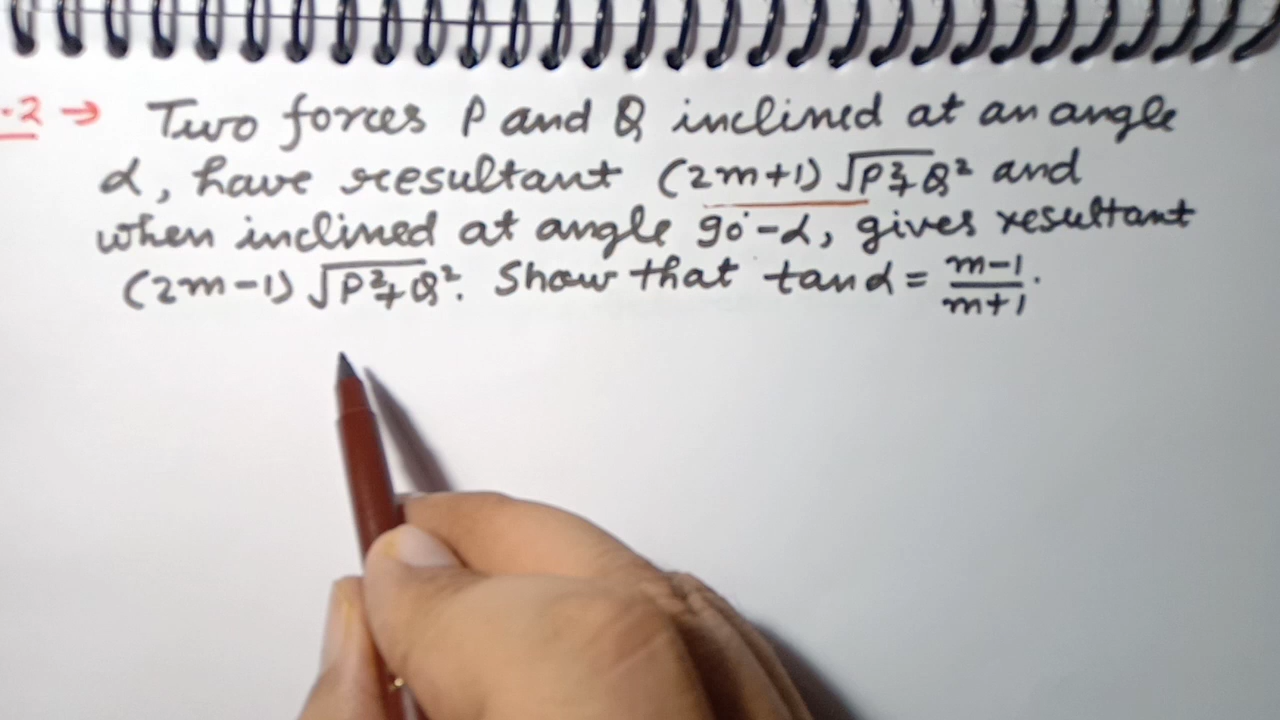 .2 → Two forces P and Q inclined at an angle
α, have resultant (2m+1) √P²+Q² and
when inclined at angle 90°-α, gives resultant
(2m-1) √P²+Q². Show that tanα = m-1/m+1.